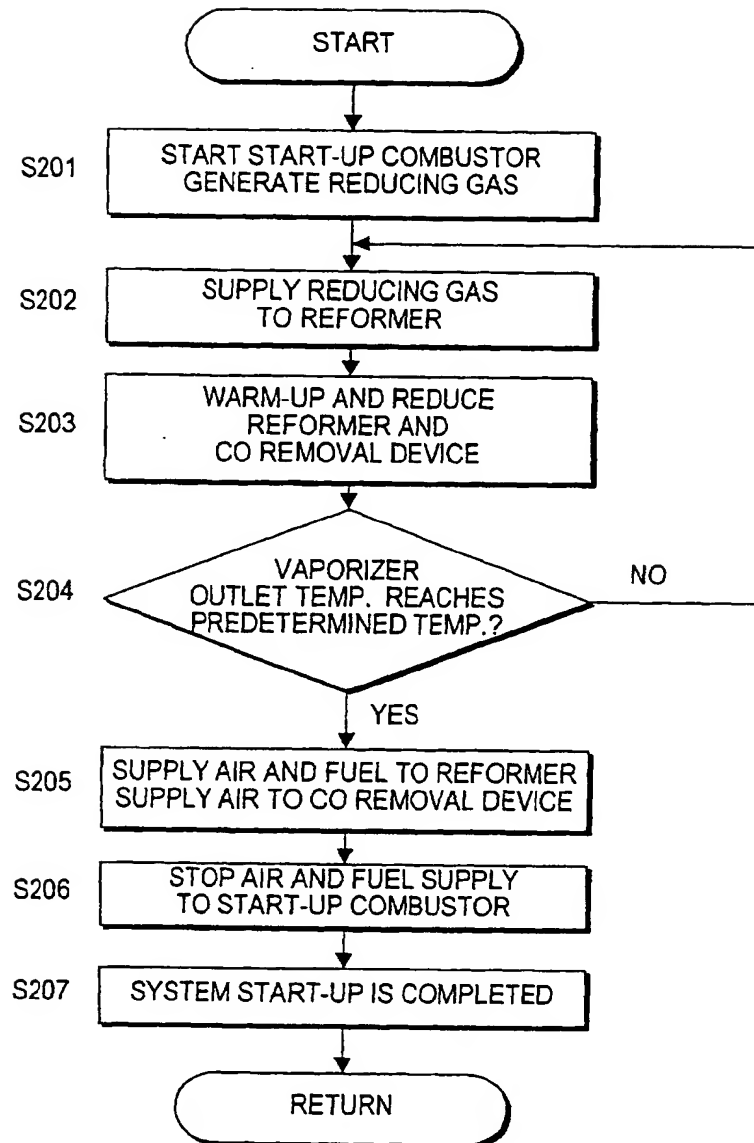 START
S201
START START-UP COMBUSTOR
GENERATE REDUCING GAS
S202
SUPPLY REDUCING GAS
TO REFORMER
S203
WARM-UP AND REDUCE
REFORMER AND
CO REMOVAL DEVICE
S204
VAPORIZER
OUTLET TEMP. REACHES
PREDETERMINED TEMP.?
NO
YES
S205
SUPPLY AIR AND FUEL TO REFORMER
SUPPLY AIR TO CO REMOVAL DEVICE
S206
STOP AIR AND FUEL SUPPLY
TO START-UP COMBUSTOR
S207
SYSTEM START-UP IS COMPLETED
RETURN